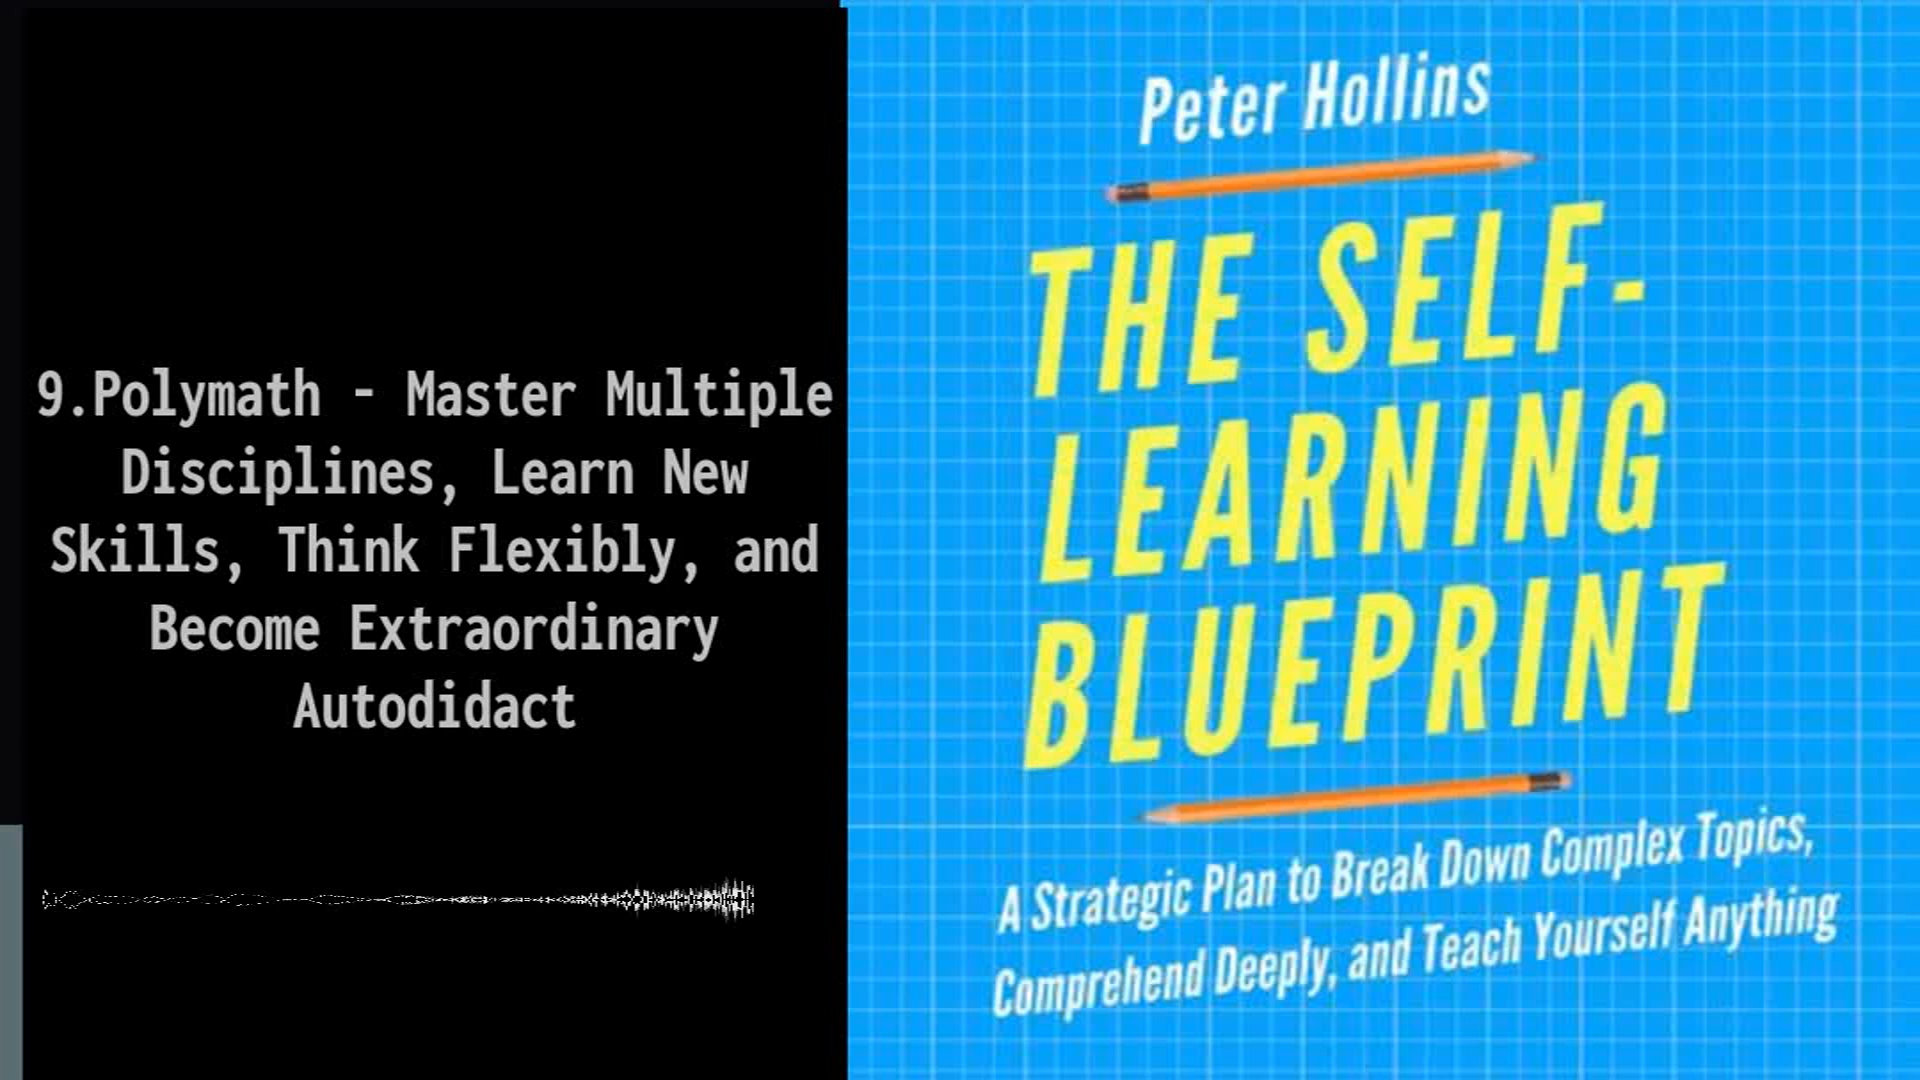 9.Polymath - Master Multiple
Disciplines, Learn New
Skills, Think Flexibly, and
Become Extraordinary
Autodidact
Peter Hollins
THE SELF-
LEARNING
BLUEPRINT
A Strategic Plan to Break Down Complex Topics,
Comprehend Deeply, and Teach Yourself Anything